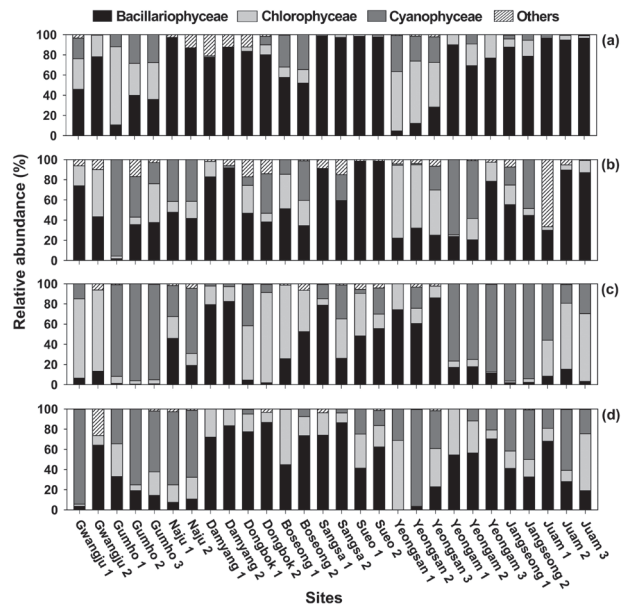 Bacillariophyceae Chlorophyceae Cyanophyceae Others
100
80
60
40
20
0
(a)
100
80
60
40
20
0
(b)
Relative abundance (%)
100
80
60
40
20
0
(c)
100
80
60
40
20
0
(d)
Gwangju 1
Gwangju 2
Gumho 1
Gumho 2
Gumho 3
Naju 1
Naju 2
Damyang 1
Damyang 2
Dongbok 1
Dongbok 2
Boseong 1
Boseong 2
Sangsa 1
Sangsa 2
Sueo 1
Sueo 2
Yeongsan 1
Yeongsan 2
Yeongsan 3
Yeongam 1
Yeongam 2
Yeongam 3
Jangseong 1
Jangseong 2
Juam 1
Juam 2
Juam 3
Sites